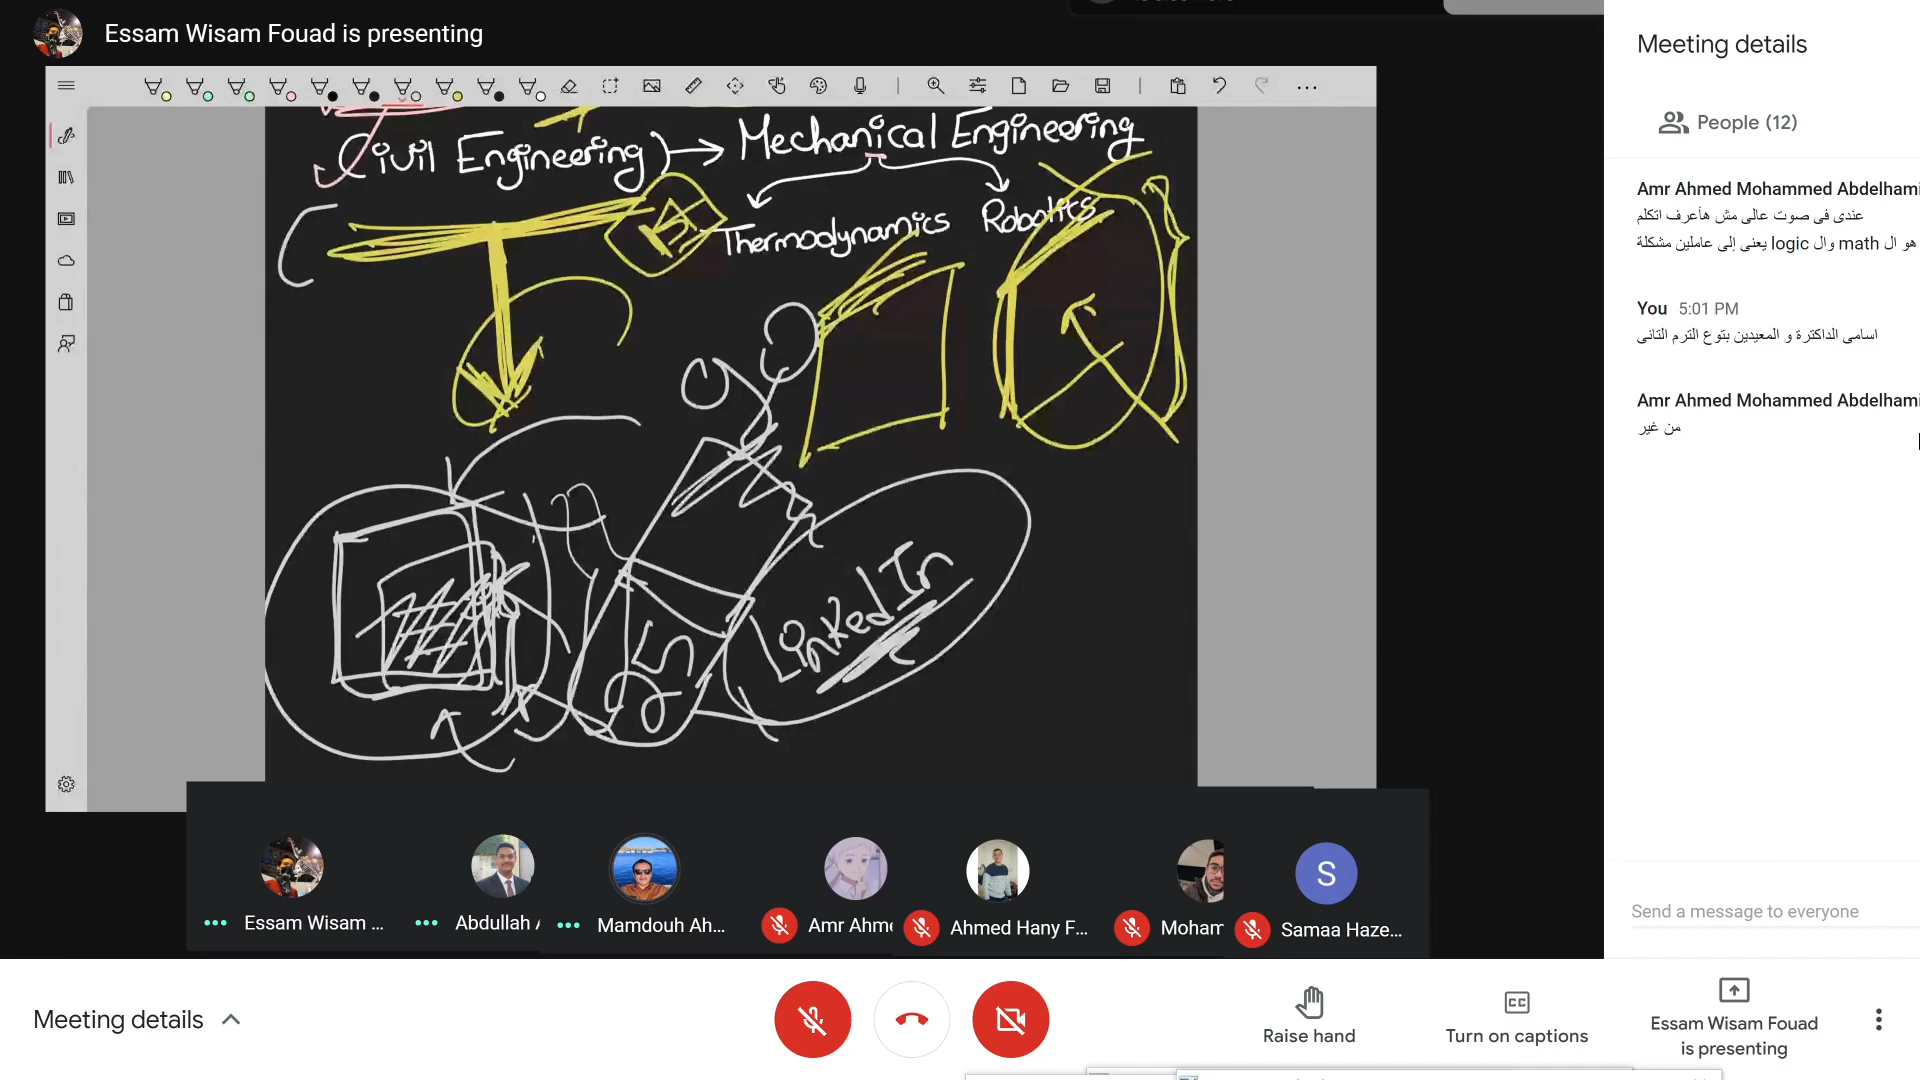 Essam Wisam Fouad is presenting
Civil Engineering → Mechanical Engineering
Thermodynamics Robotics
LinkedIn
Essam Wisam ...
Abdullah A
Mamdouh Ah...
Amr Ahme
Ahmed Hany F...
Moham
Samaa Haze...
S
Meeting details
People (12)
Amr Ahmed Mohammed Abdelhami
عندى فى صوت عالى مش هأعرف اتكلم
هو ال math وال logic يعنى إلى عاملين مشكلة
You 5:01 PM
اسامى الداكترة و المعيدين بتوع الترم التانى
Amr Ahmed Mohammed Abdelhami
من غير
Send a message to everyone
Meeting details
Raise hand
CC
Turn on captions
Essam Wisam Fouad
is presenting